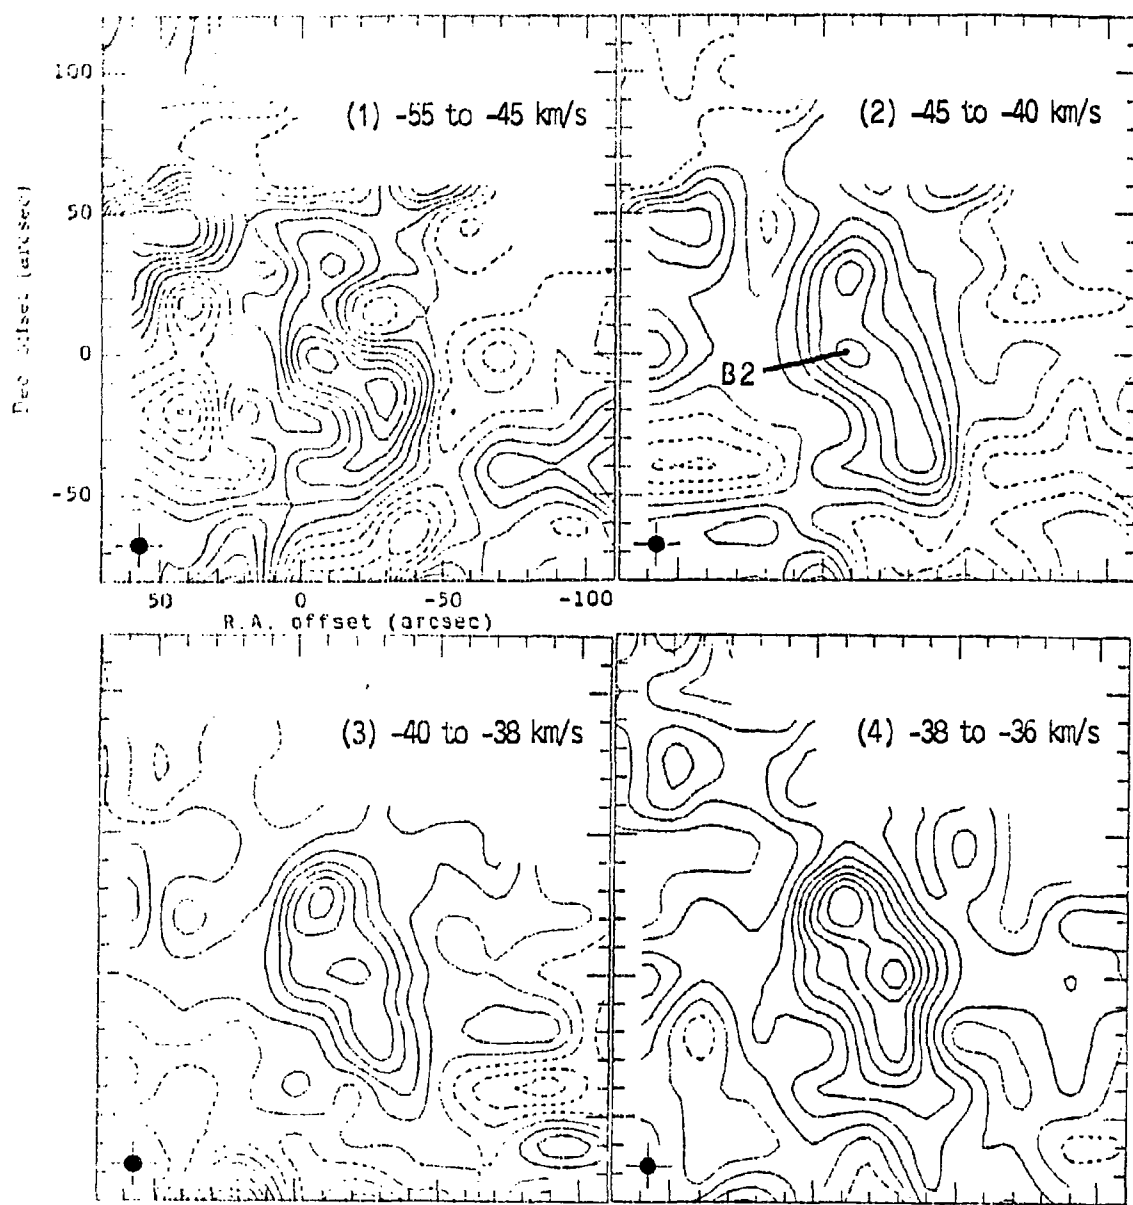 (1) -55 to -45 km/s
(2) -45 to -40 km/s
100
50
0
-50
B2
50 0 -50 -100
R.A. offset (arcsec)
(3) -40 to -38 km/s
(4) -38 to -36 km/s